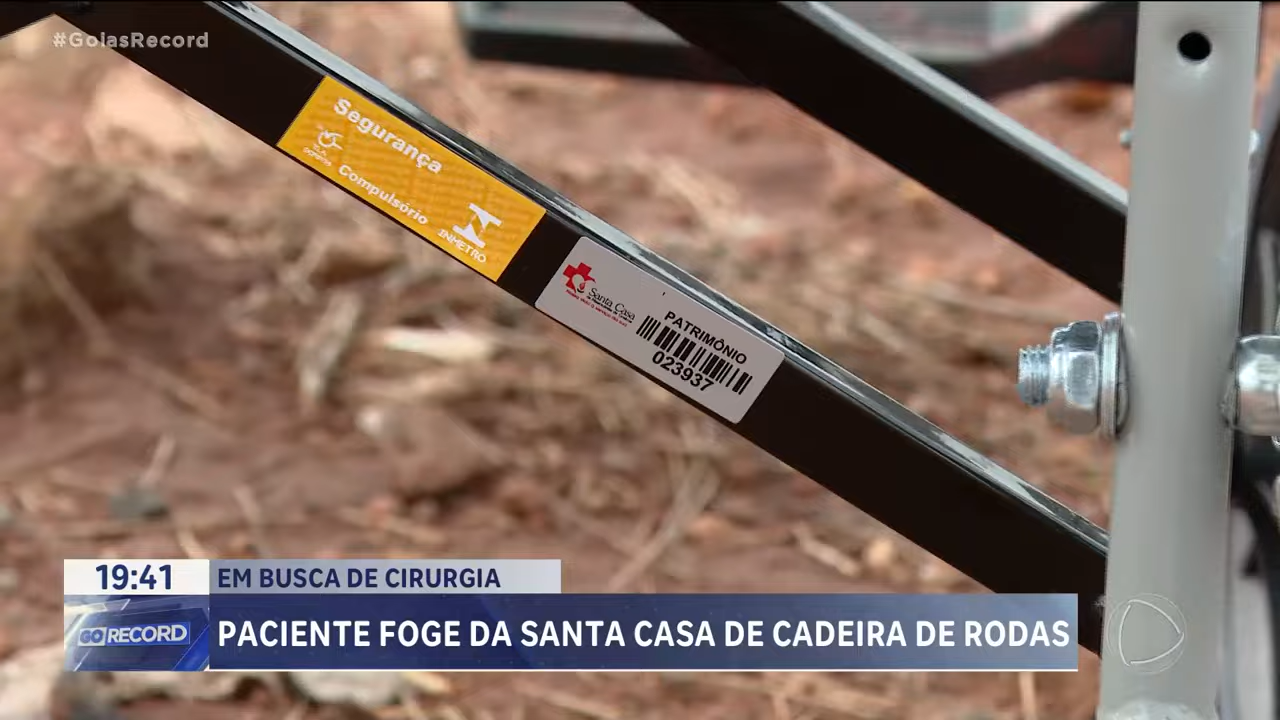 #GoiasRecord
Segurança
Compulsório
INMETRO
Santa Casa
PATRIMÔNIO
023937
19:41
EM BUSCA DE CIRURGIA
GO RECORD
PACIENTE FOGE DA SANTA CASA DE CADEIRA DE RODAS